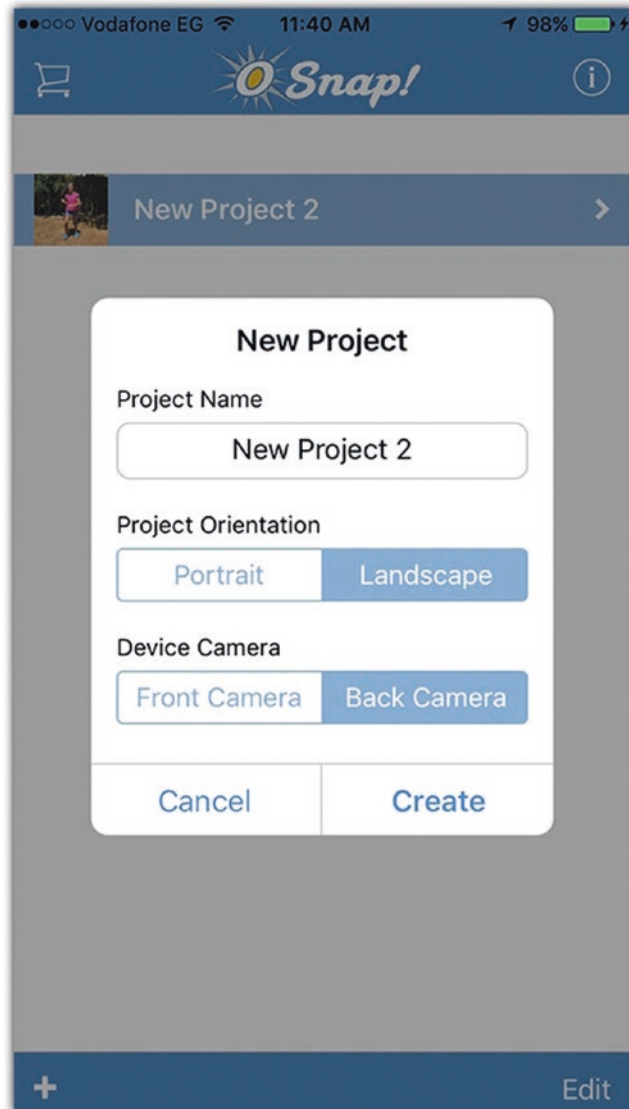 Vodafone EG 11:40 AM 98%
O Snap!
New Project 2
New Project
Project Name
New Project 2
Project Orientation
Portrait Landscape
Device Camera
Front Camera Back Camera
Cancel Create
+ Edit